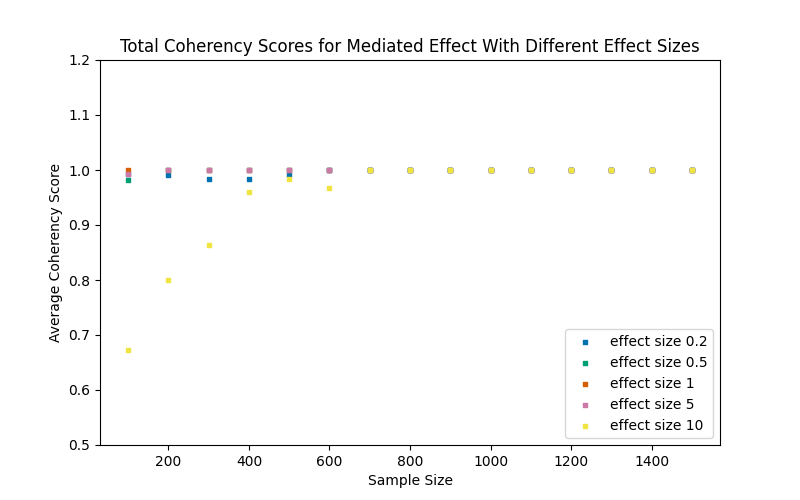 Total Coherency Scores for Mediated Effect With Different Effect Sizes
1.2
1.1
1.0
0.9
0.8
0.7
0.6
0.5
Average Coherency Score
effect size 0.2
effect size 0.5
effect size 1
effect size 5
effect size 10
200 400 600 800 1000 1200 1400
Sample Size